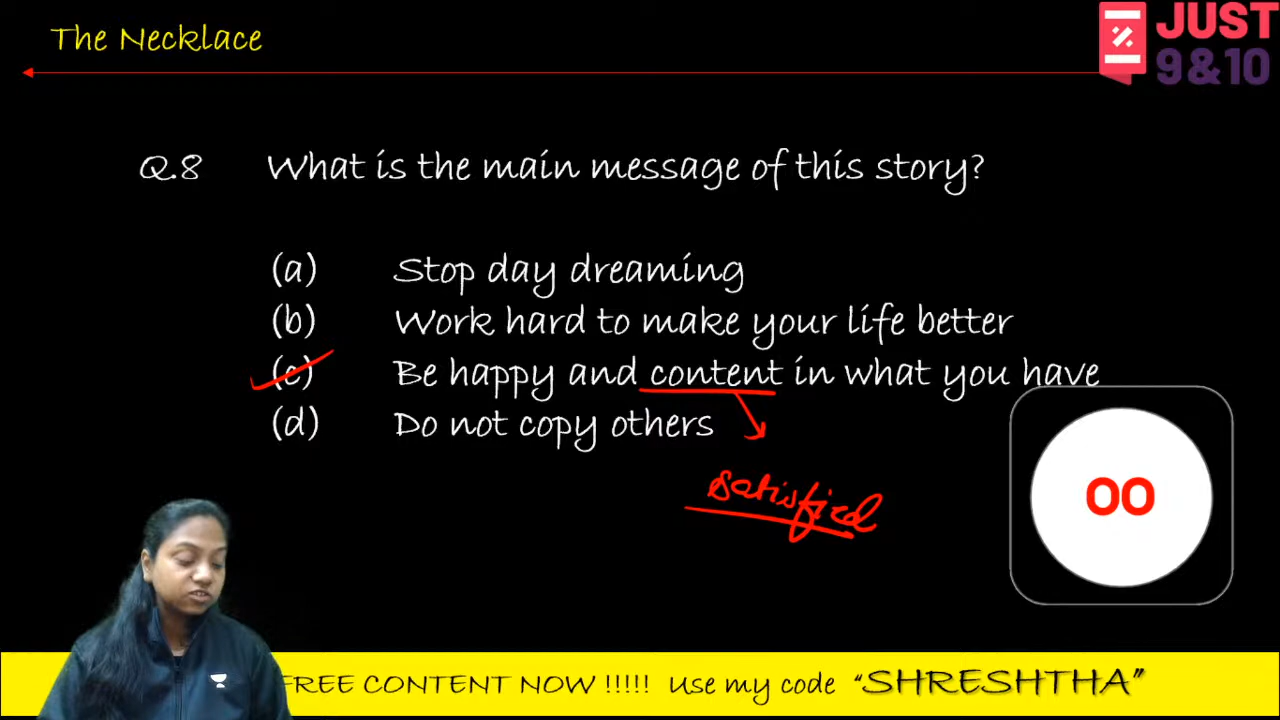 The Necklace
JUST
9&10
Q.8 What is the main message of this story?
(a) Stop day dreaming
(b) Work hard to make your life better
(c) Be happy and content in what you have
(d) Do not copy others
satisfied
00
FREE CONTENT NOW !!!!! Use my code “SHRESHTHA”